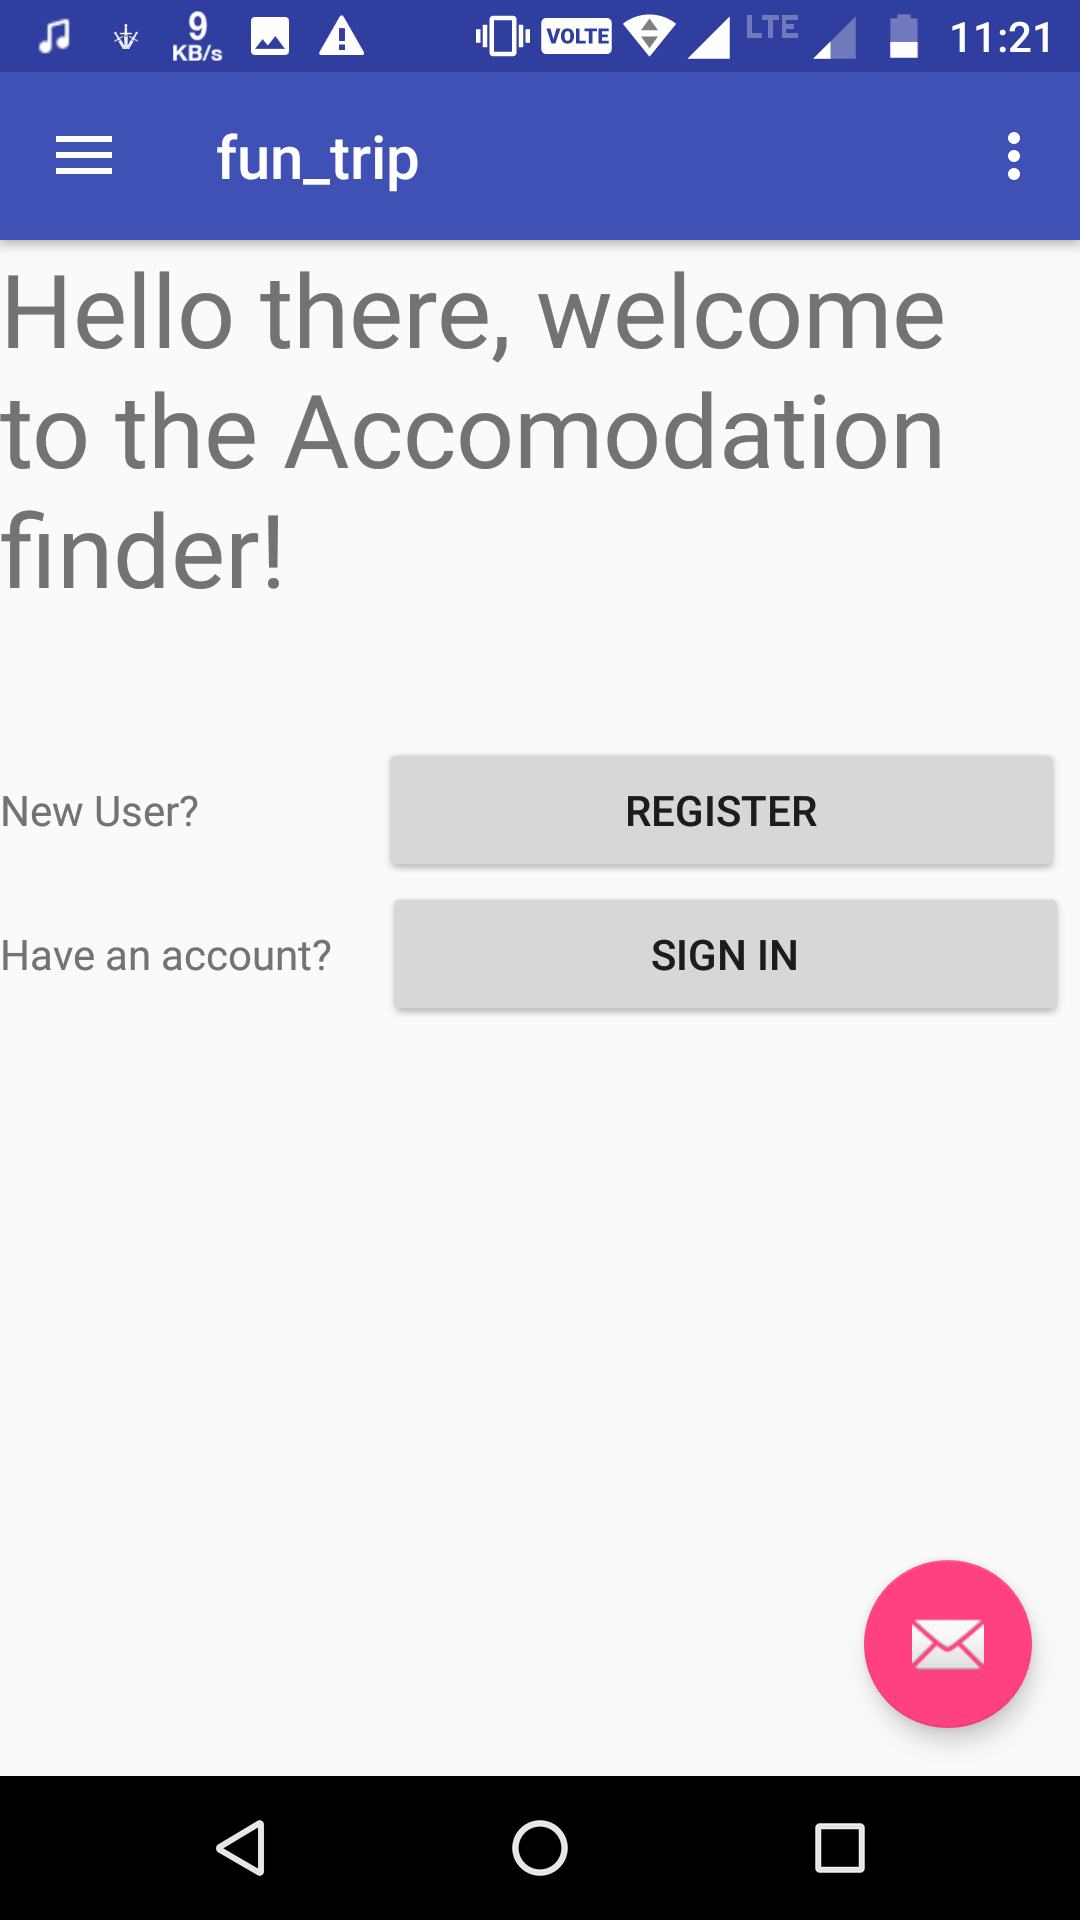 9
KB/s
VOLTE
LTE
11:21
fun_trip
Hello there, welcome
to the Accomodation
finder!
New User?
REGISTER
Have an account?
SIGN IN